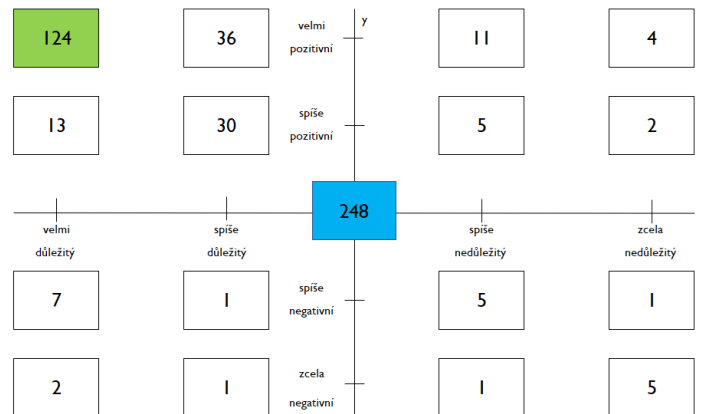 124
36
velmi
pozitivní
y
11
4
13
30
spíše
pozitivní
5
2
248
velmi
důležitý
spíše
důležitý
spíše
nedůležitý
zcela
nedůležitý
7
1
spíše
negativní
5
1
2
1
zcela
negativní
1
5